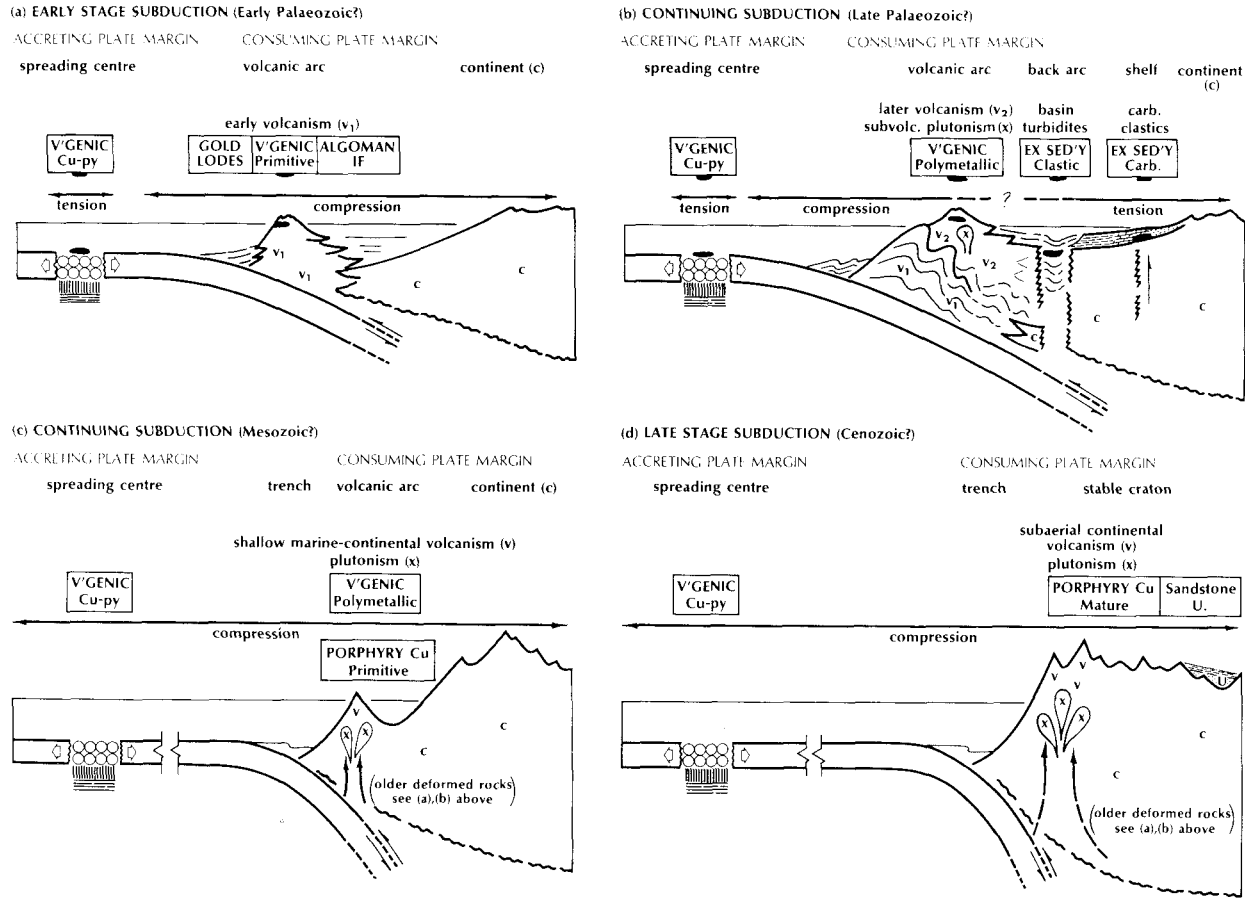 (a) EARLY STAGE SUBDUCTION (Early Palaeozoic?)
ACCRETING PLATE MARGIN CONSUMING PLATE MARGIN
spreading centre volcanic arc continent (c)
early volcanism (v₁)
V'GENIC
Cu-py
GOLD
LODES
V'GENIC
Primitive
ALGOMAN
IF
tension compression
v₁
v₁
c
(b) CONTINUING SUBDUCTION (Late Palaeozoic?)
ACCRETING PLATE MARGIN CONSUMING PLATE MARGIN
spreading centre volcanic arc back arc shelf continent
(c)
later volcanism (v₂) basin carb.
subvolc. plutonism (x) turbidites clastics
V'GENIC
Cu-py
V'GENIC
Polymetallic
EX SED'Y
Clastic
EX SED'Y
Carb.
tension compression ? tension
v₂ x
v₁ v₂
v₁
c c c
(c) CONTINUING SUBDUCTION (Mesozoic?)
ACCRETING PLATE MARGIN CONSUMING PLATE MARGIN
spreading centre trench volcanic arc continent (c)
shallow marine-continental volcanism (v)
plutonism (x)
V'GENIC
Cu-py
V'GENIC
Polymetallic
compression
PORPHYRY Cu
Primitive
v
x x
c
c
(older deformed rocks
see (a),(b) above)
(d) LATE STAGE SUBDUCTION (Cenozoic?)
ACCRETING PLATE MARGIN CONSUMING PLATE MARGIN
spreading centre trench stable craton
subaerial continental
volcanism (v)
plutonism (x)
V'GENIC
Cu-py
PORPHYRY Cu
Mature
Sandstone
U.
compression
v
v v
U
x
x x
c
c
(older deformed rocks
see (a),(b) above)